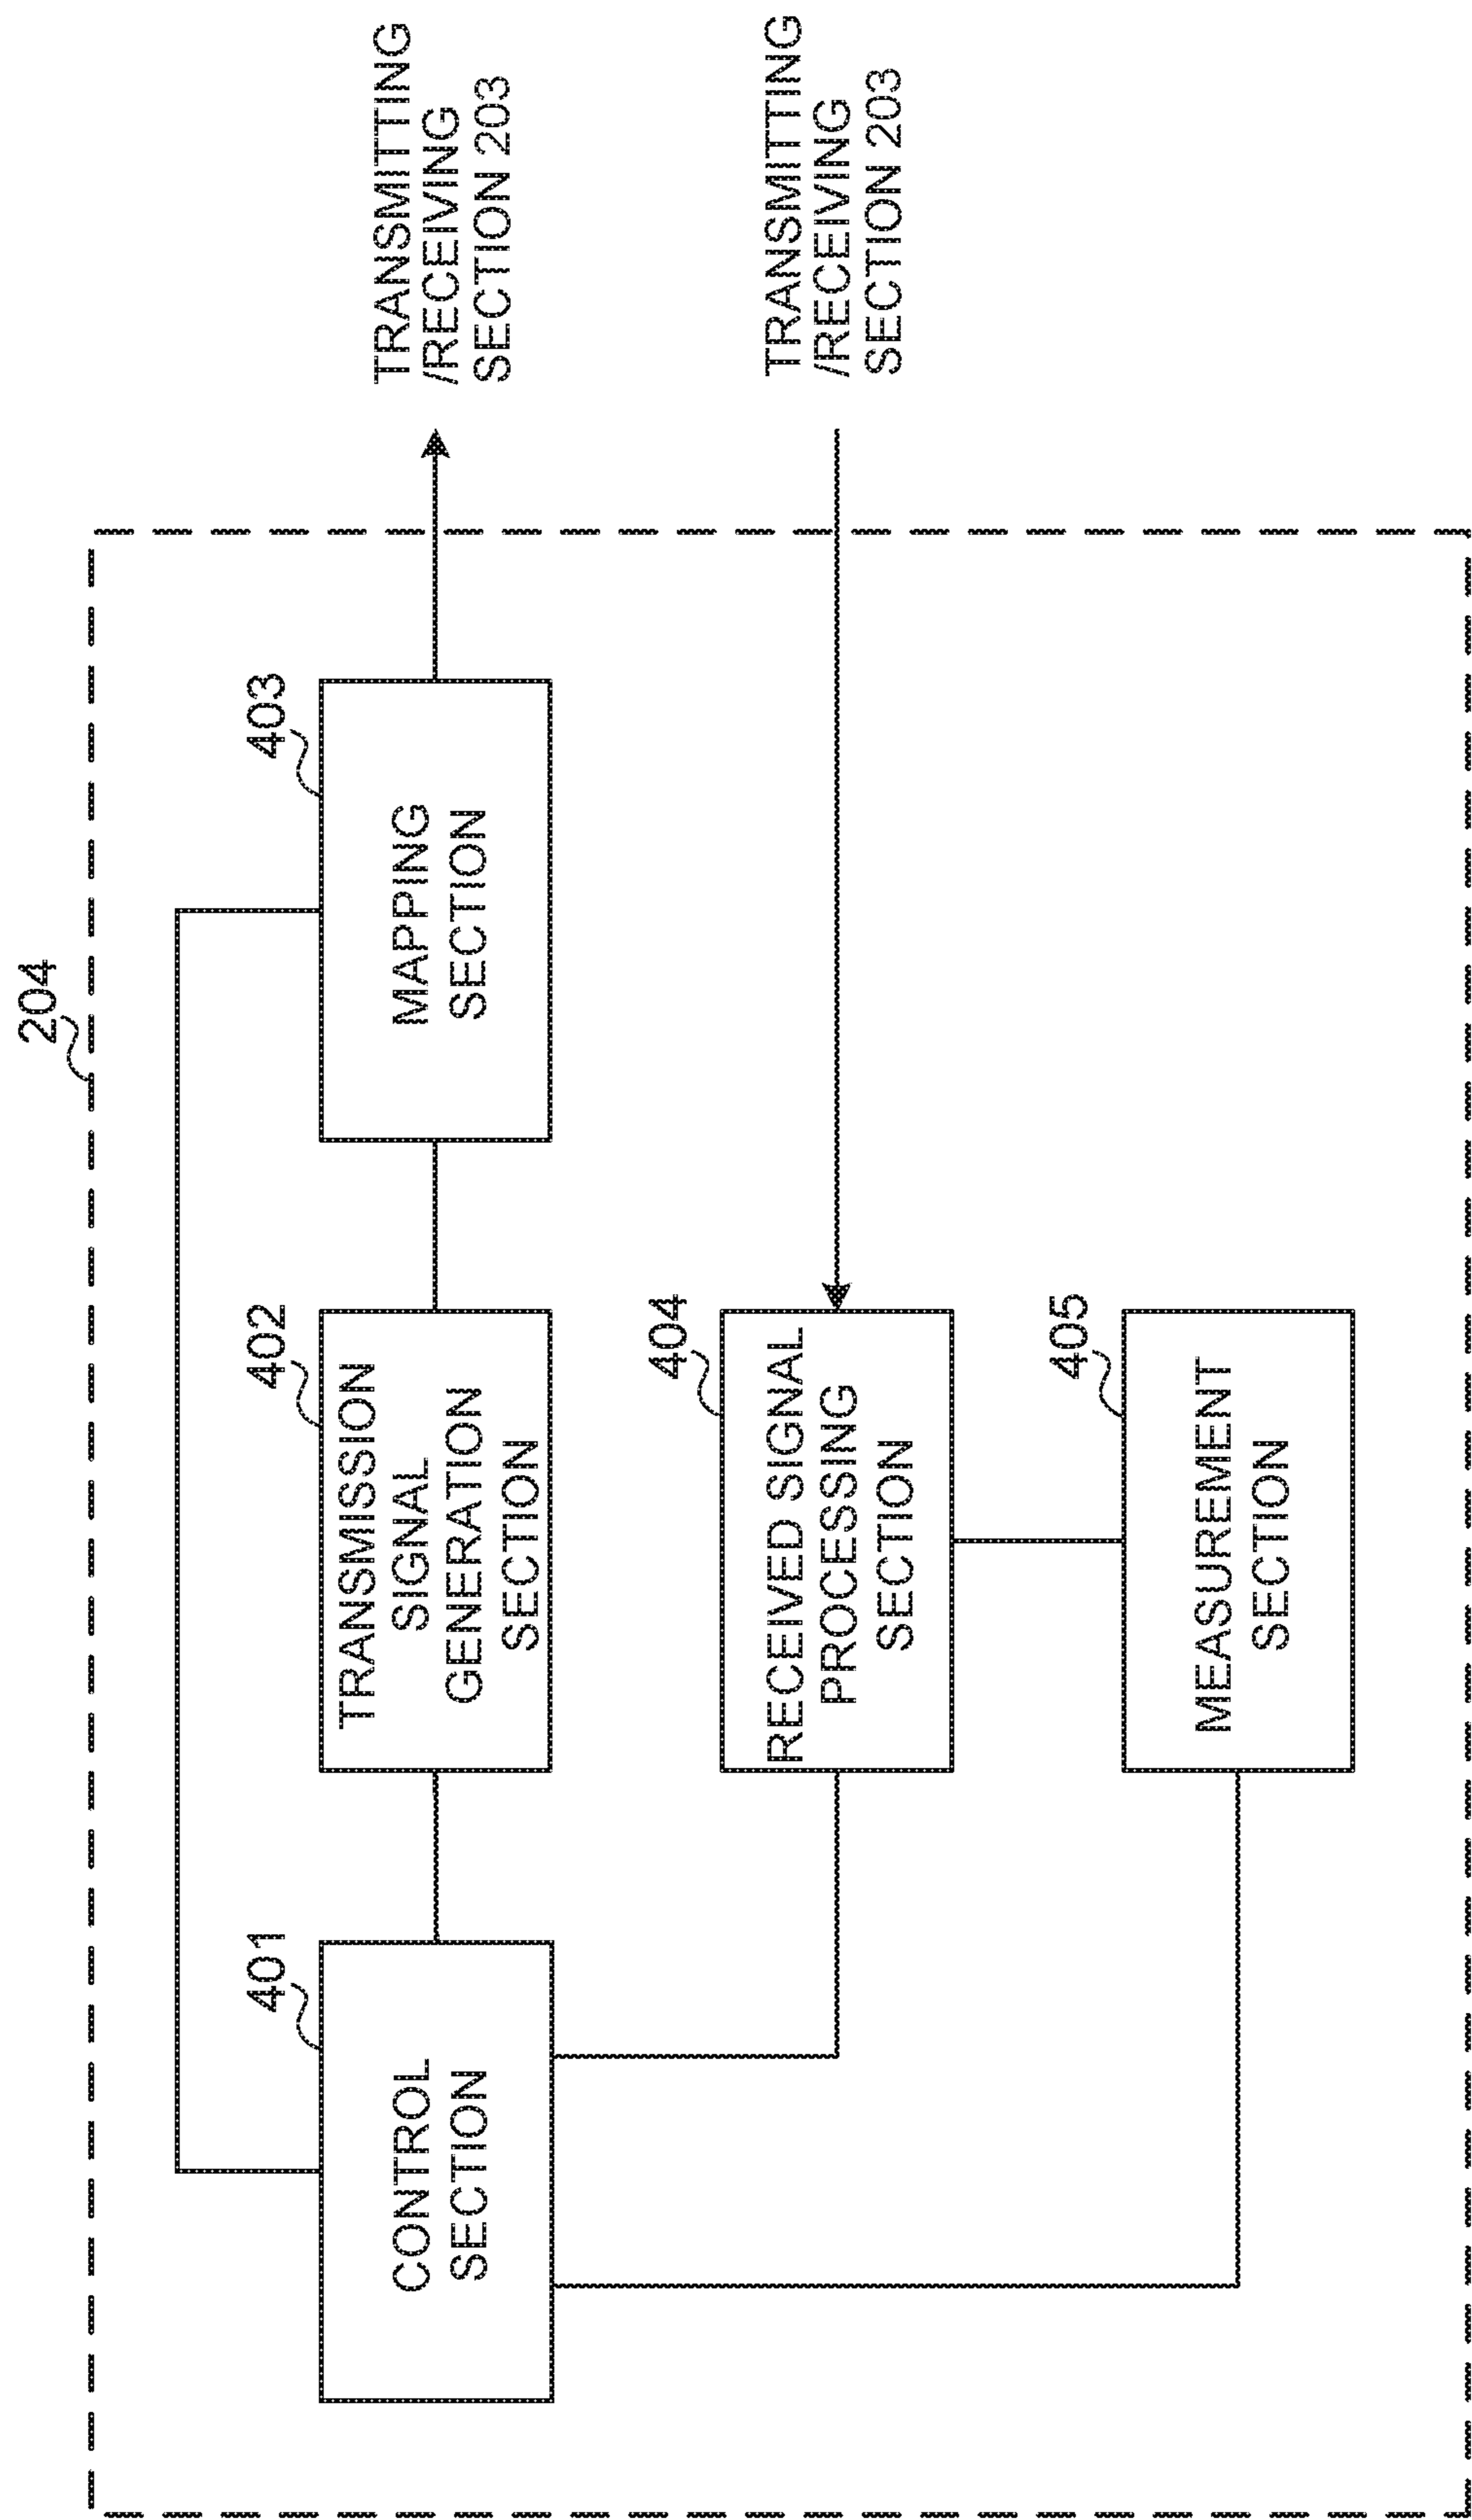 204
401
CONTROL
SECTION
402
TRANSMISSION
SIGNAL
GENERATION
SECTION
403
MAPPING
SECTION
TRANSMITTING
/RECEIVING
SECTION 203
404
RECEIVED SIGNAL
PROCESSING
SECTION
TRANSMITTING
/RECEIVING
SECTION 203
405
MEASUREMENT
SECTION